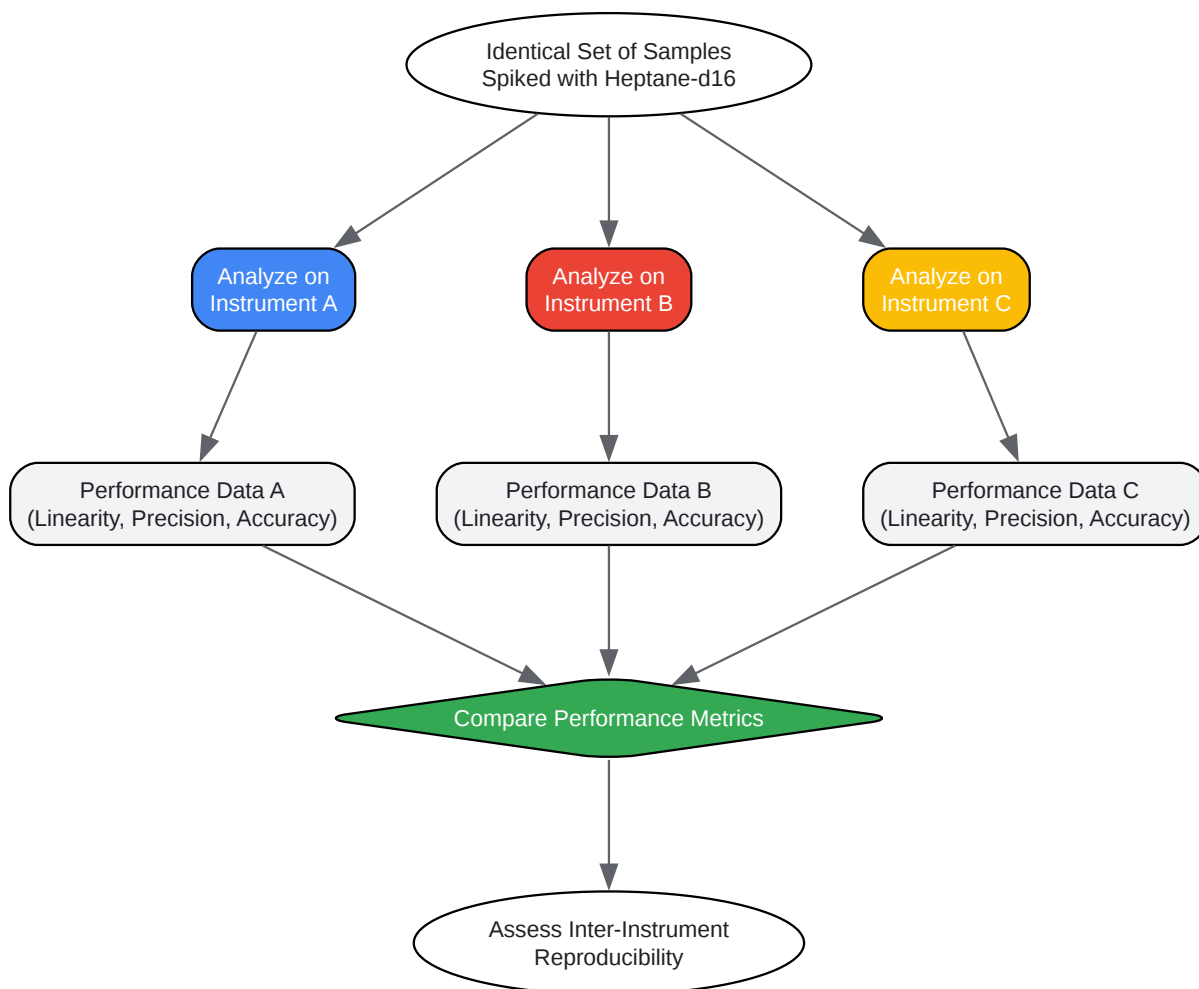 Identical Set of Samples
Spiked with Heptane-d16
Analyze on
Instrument A
Analyze on
Instrument B
Analyze on
Instrument C
Performance Data A
(Linearity, Precision, Accuracy)
Performance Data B
(Linearity, Precision, Accuracy)
Performance Data C
(Linearity, Precision, Accuracy)
Compare Performance Metrics
Assess Inter-Instrument
Reproducibility